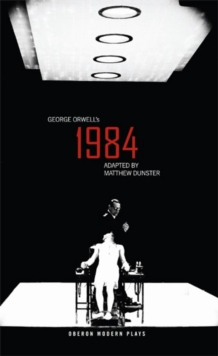 GEORGE ORWELL's
1984
ADAPTED BY
MATTHEW DUNSTER
OBERON MODERN PLAYS